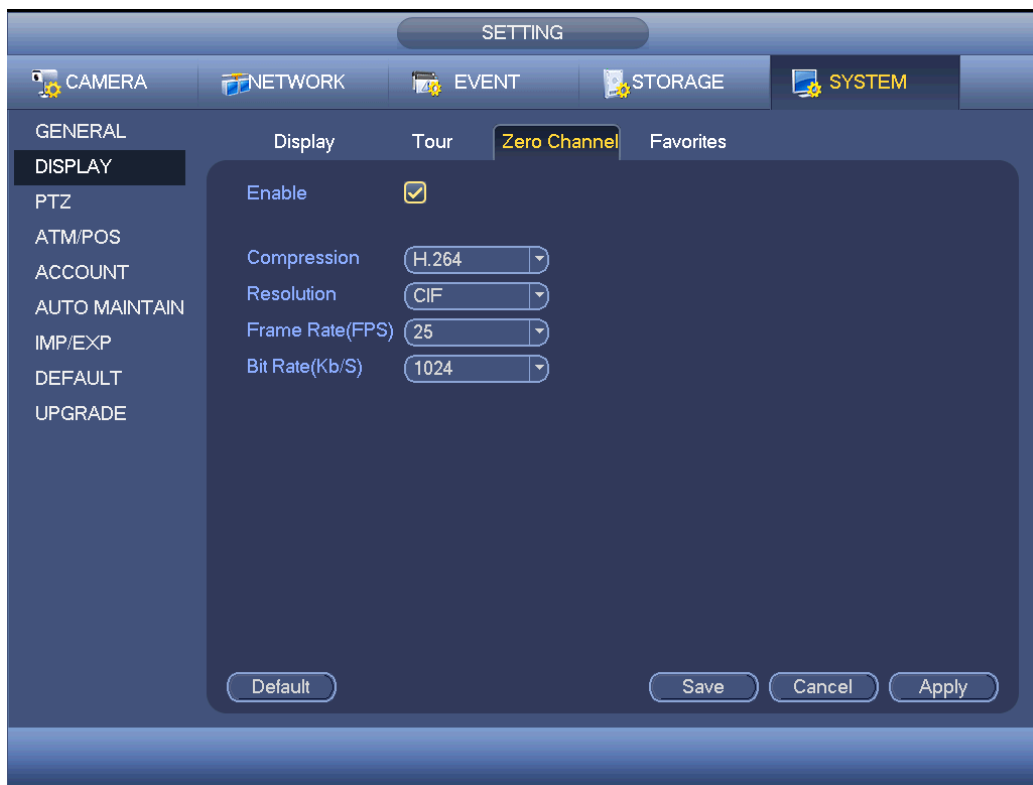 SETTING
CAMERA NETWORK EVENT STORAGE SYSTEM
GENERAL
DISPLAY
PTZ
ATM/POS
ACCOUNT
AUTO MAINTAIN
IMP/EXP
DEFAULT
UPGRADE
Display Tour Zero Channel Favorites
Enable
Compression H.264
Resolution CIF
Frame Rate(FPS) 25
Bit Rate(Kb/S) 1024
Default Save Cancel Apply